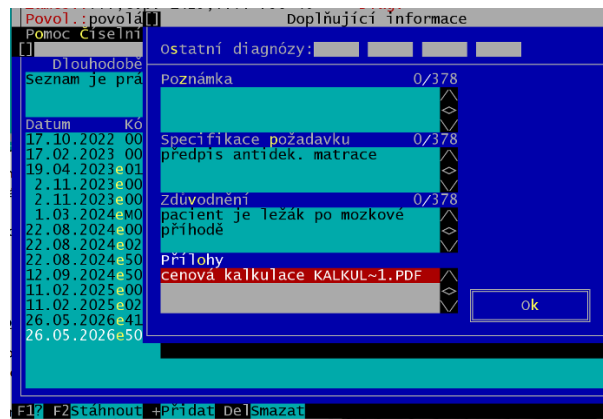 Povol.:povolá
Doplňující informace
Pomoc Číselní
[]
Ostatní diagnózy:
Dlouhodobě
Seznam je prá
Poznámka 0/378
Datum Kó
17.10.2022 00
Specifikace požadavku 0/378
17.02.2023 00
předpis antidek. matrace
19.04.2023e01
2.11.2023e00
2.11.2023e00
Zdůvodnění 0/378
1.03.2024eM0
pacient je ležák po mozkové
22.08.2024e00
příhodě
22.08.2024e02
22.08.2024e50
Přílohy
12.09.2024e50
cenová kalkulace KALKUL~1.PDF
11.02.2025e00
11.02.2025e02
26.05.2026e41
Ok
26.05.2026e50
F1? F2Stáhnout +Přidat DelSmazat